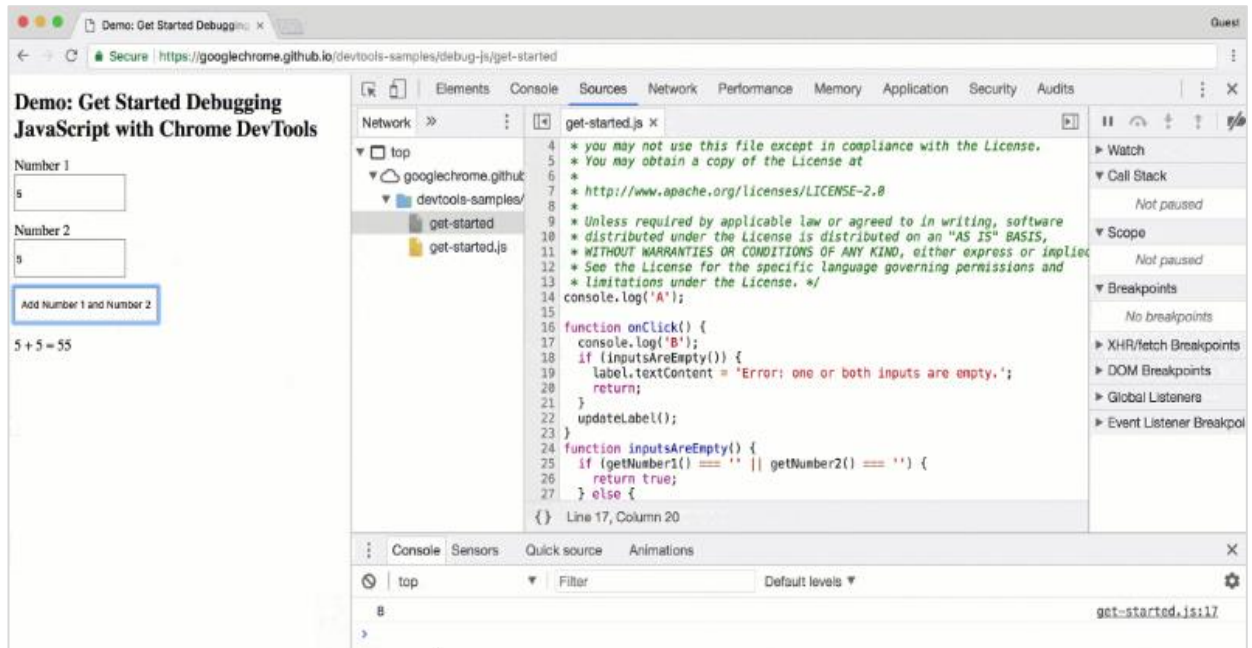 Demo: Get Started Debugging ×
Guest
Secure https://googlechrome.github.io/devtools-samples/debug-js/get-started
Demo: Get Started Debugging
JavaScript with Chrome DevTools
Number 1
5
Number 2
5
Add Number 1 and Number 2
5 + 5 = 55
Elements Console Sources Network Performance Memory Application Security Audits
Network »
top
googlechrome.github
devtools-samples/
get-started
get-started.js
get-started.js ×
4 * you may not use this file except in compliance with the License.
5 * You may obtain a copy of the License at
6 *
7 * http://www.apache.org/licenses/LICENSE-2.0
8 *
9 * Unless required by applicable law or agreed to in writing, software
10 * distributed under the License is distributed on an "AS IS" BASIS,
11 * WITHOUT WARRANTIES OR CONDITIONS OF ANY KIND, either express or implied
12 * See the License for the specific language governing permissions and
13 * limitations under the License. */
14 console.log('A');
15
16 function onClick() {
17 console.log('B');
18 if (inputsAreEmpty()) {
19 label.textContent = 'Error: one or both inputs are empty.';
20 return;
21 }
22 updateLabel();
23 }
24 function inputsAreEmpty() {
25 if (getNumber1() === '' || getNumber2() === '') {
26 return true;
27 } else {
{} Line 17, Column 20
Watch
Call Stack
Not paused
Scope
Not paused
Breakpoints
No breakpoints
XHR/fetch Breakpoints
DOM Breakpoints
Global Listeners
Event Listener Breakpoi
Console Sensors Quick source Animations
top Filter Default levels ▼
B get-started.js:17
>